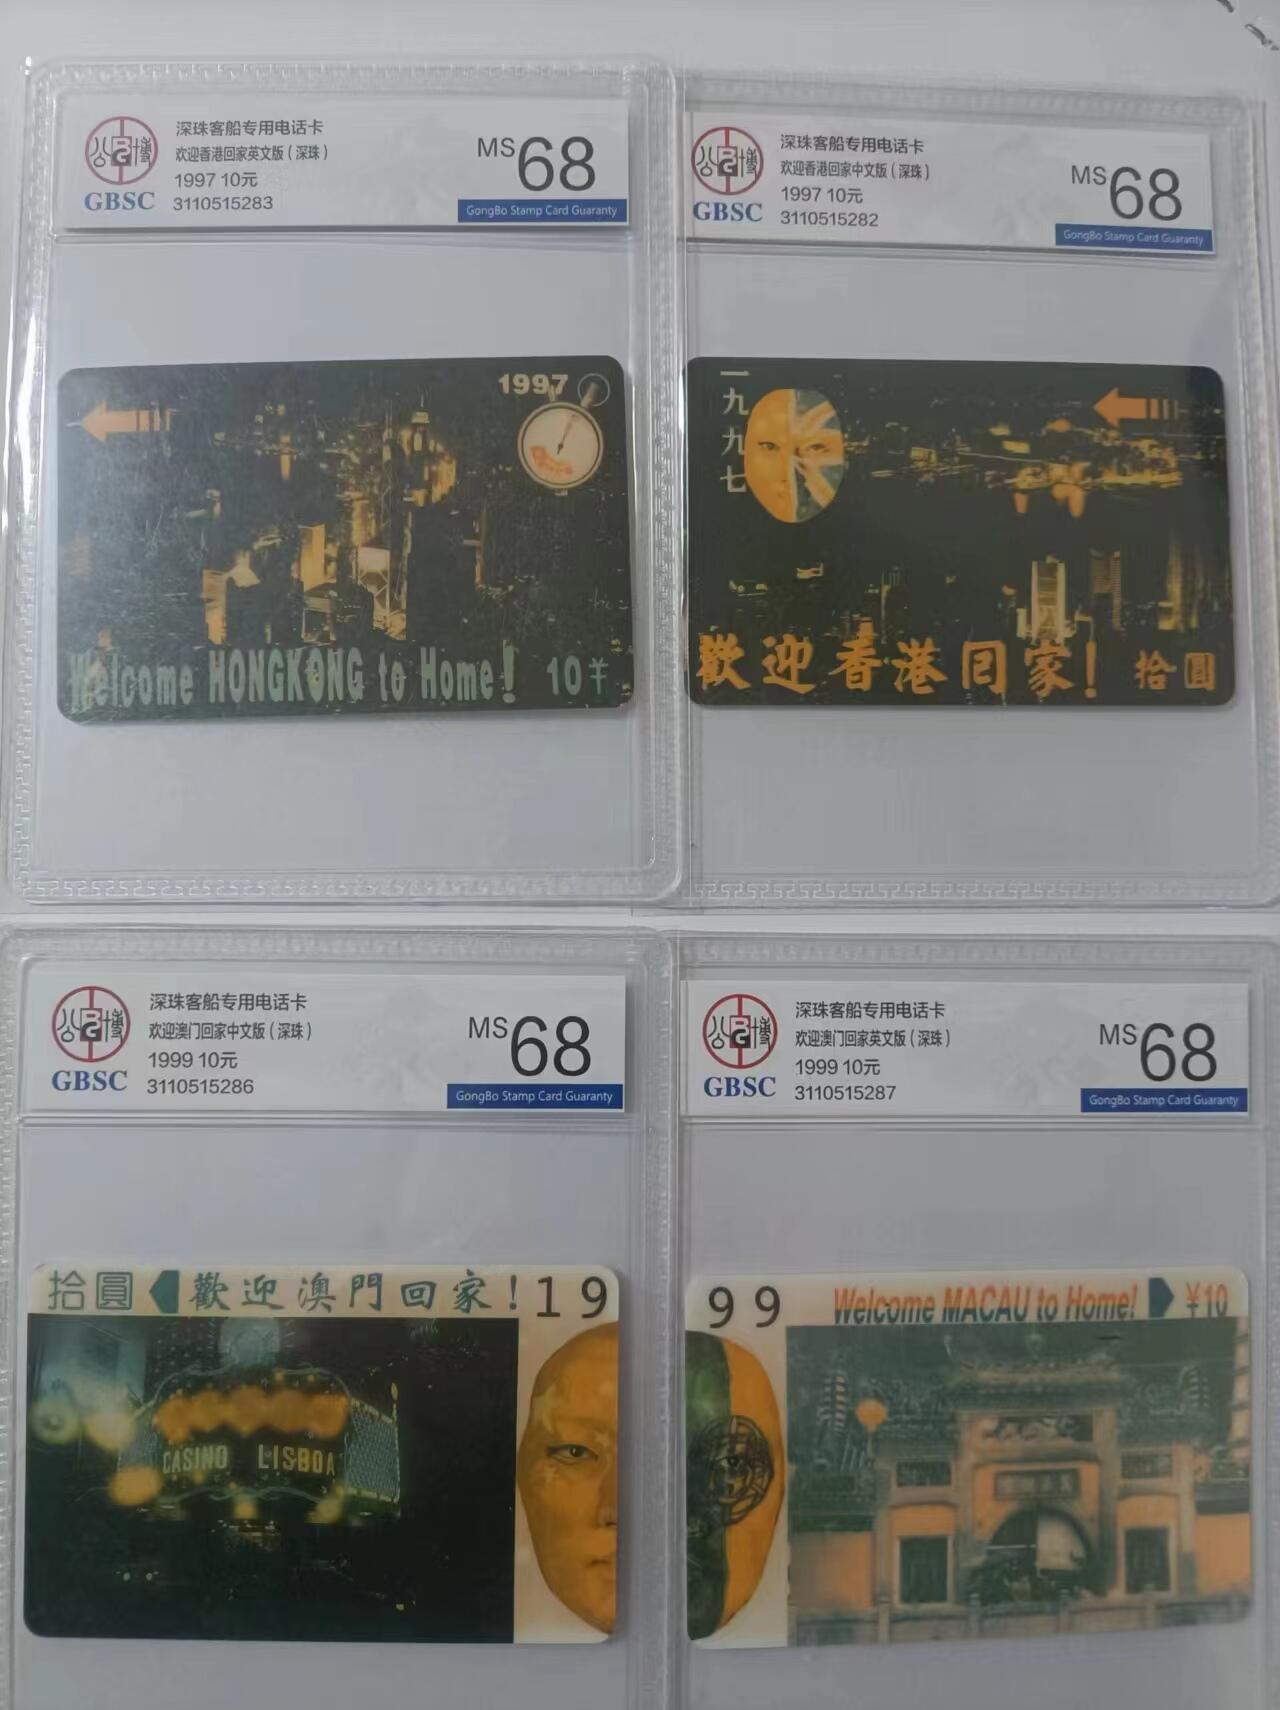 公博
GBSC
深珠客船专用电话卡
欢迎香港回家英文版(深珠)
1997 10元
3110515283
MS68
GongBo Stamp Card Guaranty
1997
Welcome HONGKONG to Home! 10¥
公博
GBSC
深珠客船专用电话卡
欢迎香港回家中文版(深珠)
1997 10元
3110515282
MS68
GongBo Stamp Card Guaranty
一九九七
歡迎香港回家! 拾圓
公博
GBSC
深珠客船专用电话卡
欢迎澳门回家中文版(深珠)
1999 10元
3110515286
MS68
GongBo Stamp Card Guaranty
拾圓 歡迎澳門回家! 19
CASINO LISBOA
公博
GBSC
深珠客船专用电话卡
欢迎澳门回家英文版(深珠)
1999 10元
3110515287
MS68
GongBo Stamp Card Guaranty
99 Welcome MACAU to Home! ¥10